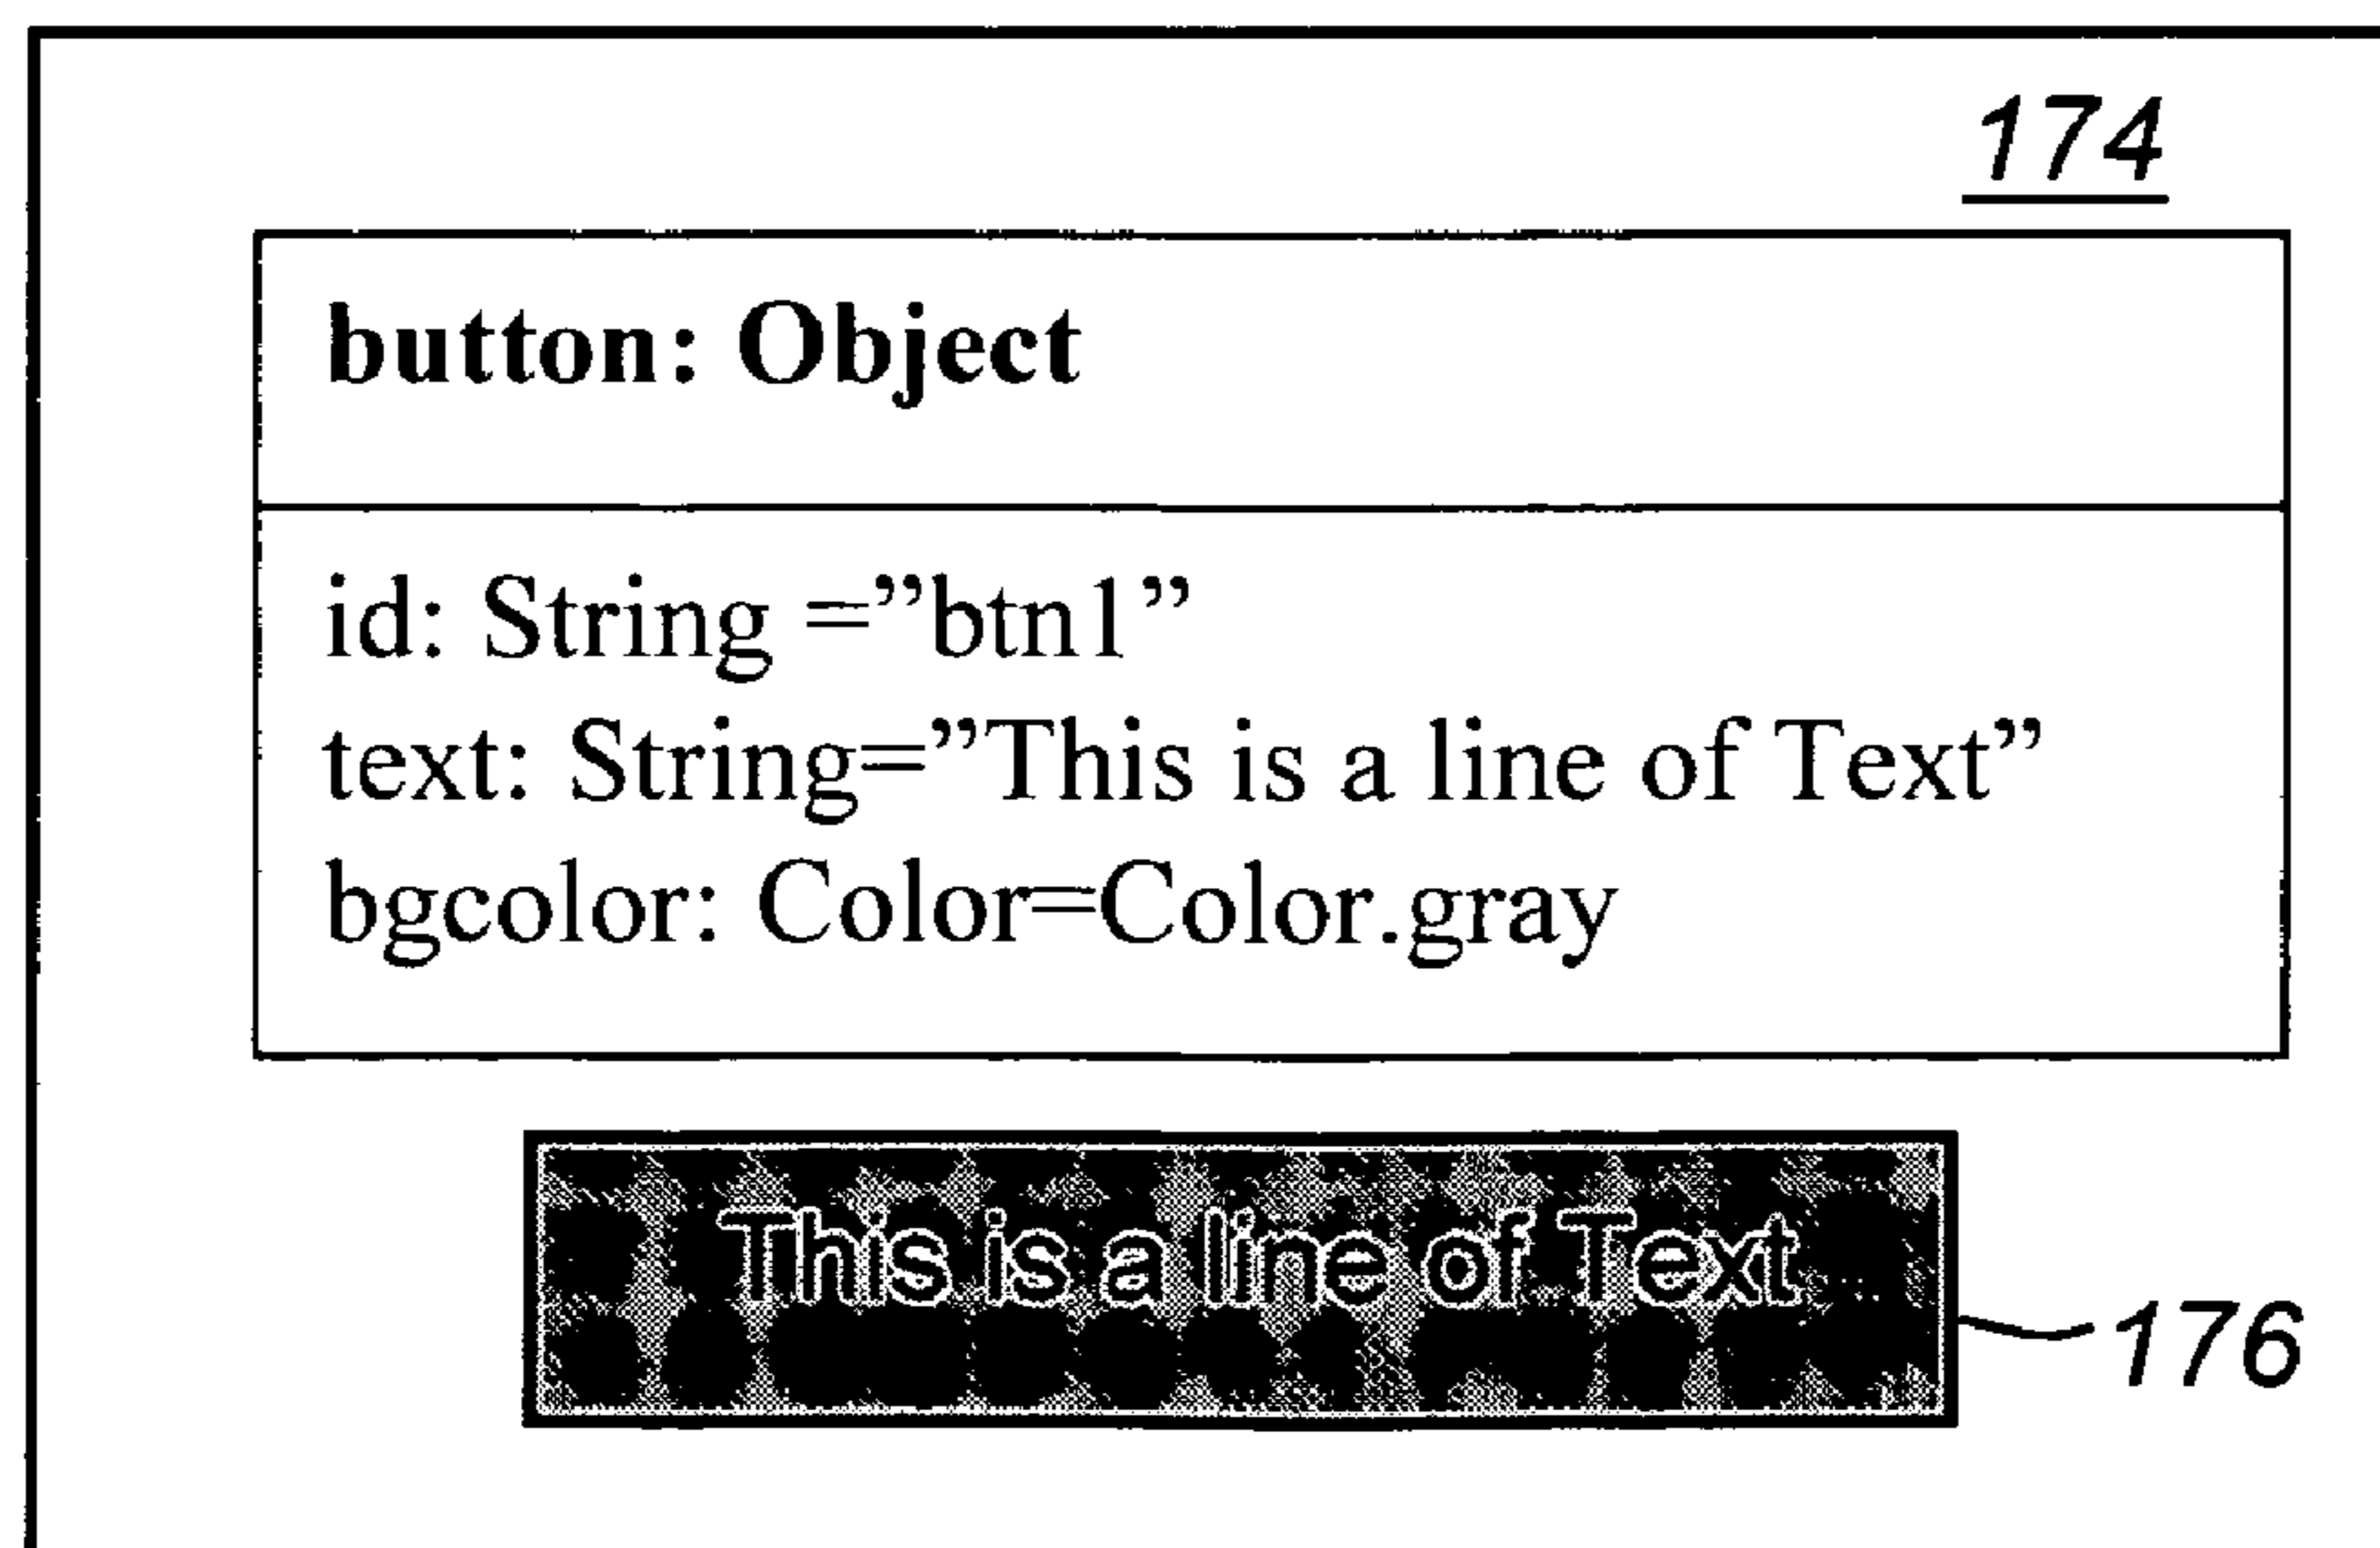 174
button: Object
id: String =”btn1”
text: String=”This is a line of Text”
bgcolor: Color=Color.gray
This is a line of Text
176